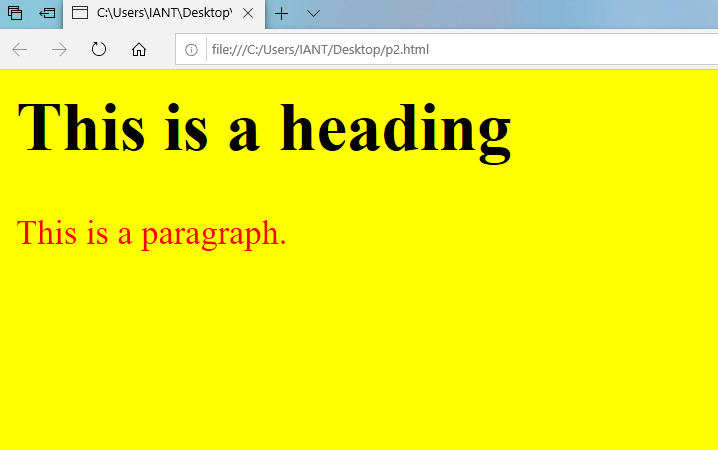 C:\Users\IANT\Desktop\
file:///C:/Users/IANT/Desktop/p2.html
This is a heading
This is a paragraph.